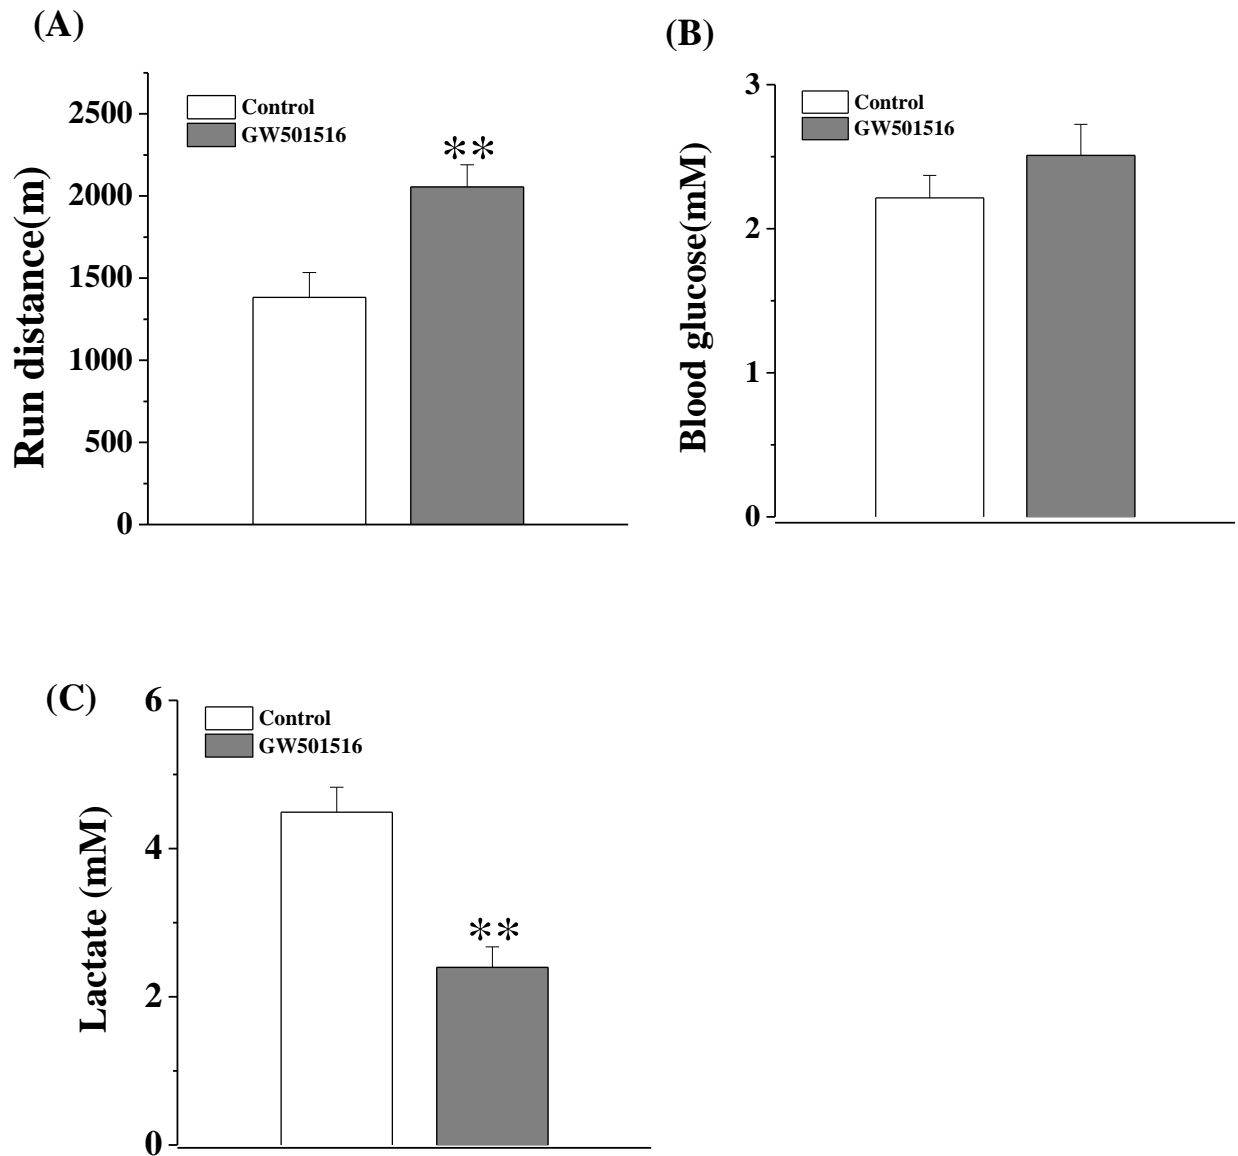 (A)
Run distance(m)
2500
2000
1500
1000
500
0
Control
GW501516
**
(B)
Blood glucose(mM)
3
2
1
0
Control
GW501516
(C)
Lactate (mM)
6
4
2
0
Control
GW501516
**